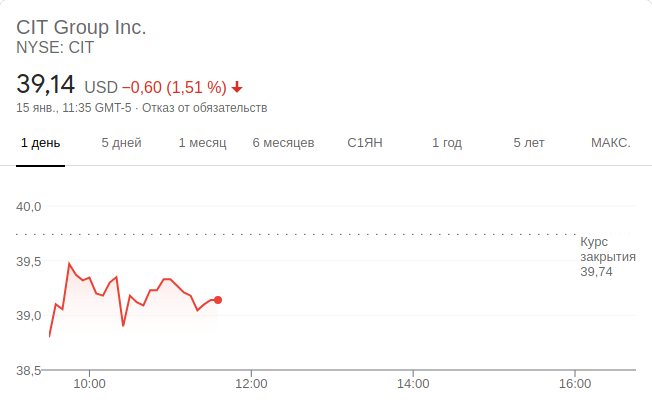 CIT Group Inc.
NYSE: CIT
39,14 USD −0,60 (1,51 %)
15 янв., 11:35 GMT-5 · Отказ от обязательств
1 день 5 дней 1 месяц 6 месяцев С1ЯН 1 год 5 лет МАКС.
40,0
Курс
закрытия
39,74
39,5
39,0
38,5
10:00 12:00 14:00 16:00